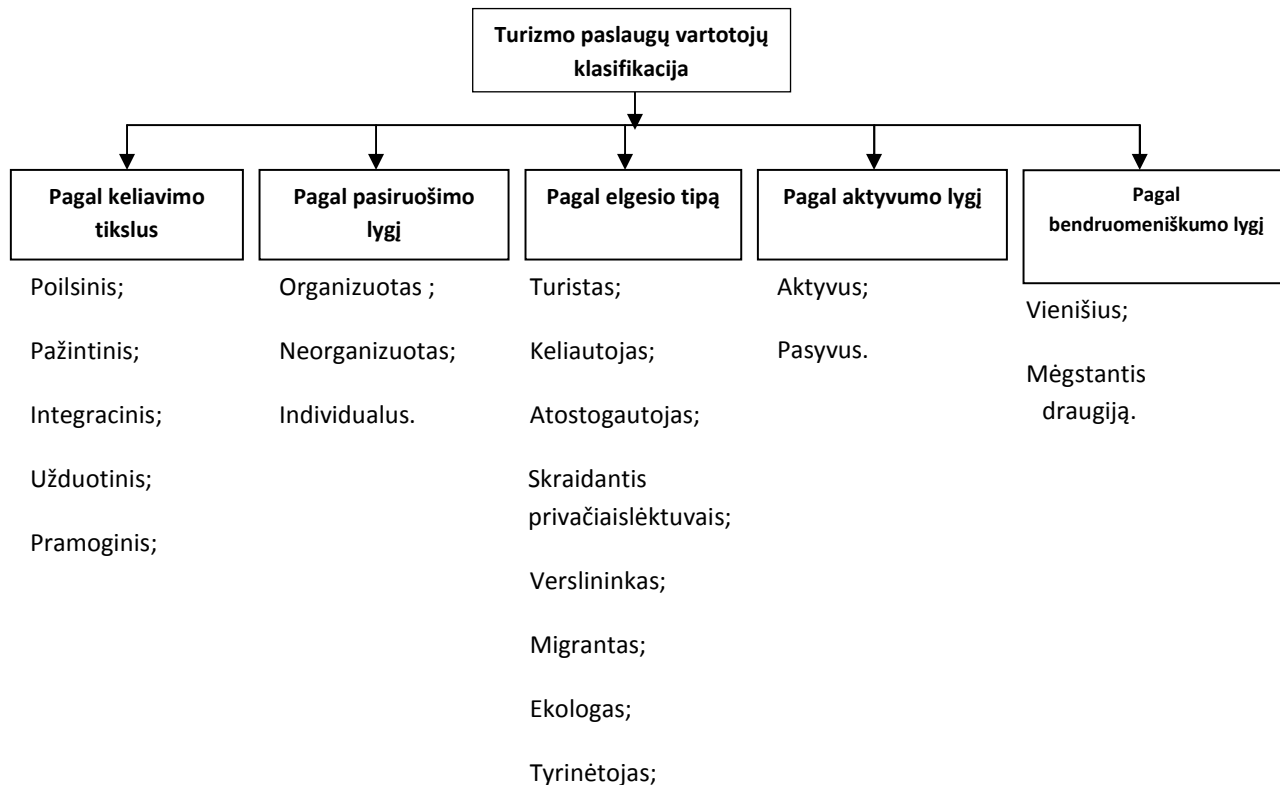 Turizmo paslaugų vartotojų
klasifikacija
Pagal keliavimo
tikslus
Poilsinis;
Pažintinis;
Integracinis;
Užduotinis;
Pramoginis;
Pagal pasiruošimo
lygį
Organizuotas ;
Neorganizuotas;
Individualus.
Pagal elgesio tipą
Turistas;
Keliautojas;
Atostogautojas;
Skraidantis
privačiaislėktuvais;
Verslininkas;
Migrantas;
Ekologas;
Tyrinėtojas;
Pagal aktyvumo lygį
Aktyvus;
Pasyvus.
Pagal
bendruomeniškumo lygį
Vienišius;
Mėgstantis
draugiją.